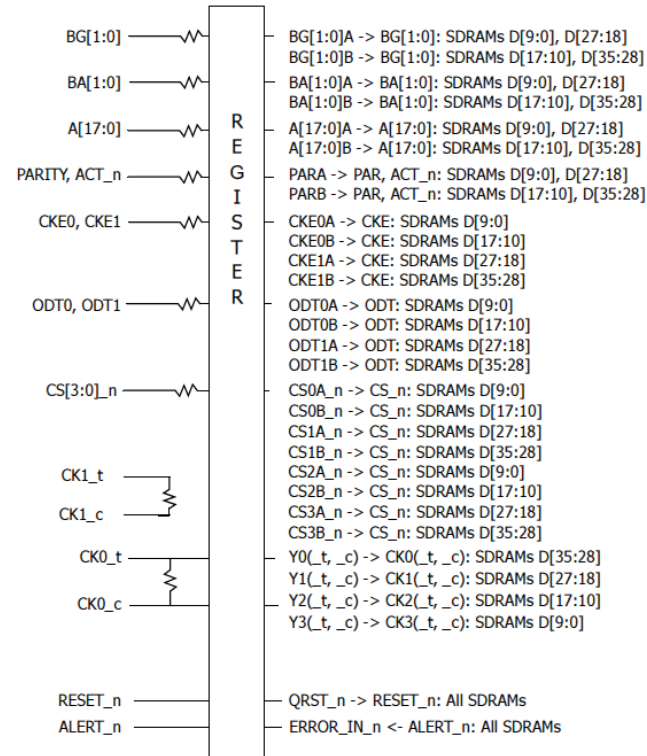 BG[1:0]
BG[1:0]A -> BG[1:0]: SDRAMs D[9:0], D[27:18]
BG[1:0]B -> BG[1:0]: SDRAMs D[17:10], D[35:28]
BA[1:0]
BA[1:0]A -> BA[1:0]: SDRAMs D[9:0], D[27:18]
BA[1:0]B -> BA[1:0]: SDRAMs D[17:10], D[35:28]
A[17:0]
A[17:0]A -> A[17:0]: SDRAMs D[9:0], D[27:18]
A[17:0]B -> A[17:0]: SDRAMs D[17:10], D[35:28]
PARITY, ACT_n
PARA -> PAR, ACT_n: SDRAMs D[9:0], D[27:18]
PARB -> PAR, ACT_n: SDRAMs D[17:10], D[35:28]
CKE0, CKE1
CKE0A -> CKE: SDRAMs D[9:0]
CKE0B -> CKE: SDRAMs D[17:10]
CKE1A -> CKE: SDRAMs D[27:18]
CKE1B -> CKE: SDRAMs D[35:28]
ODT0, ODT1
ODT0A -> ODT: SDRAMs D[9:0]
ODT0B -> ODT: SDRAMs D[17:10]
ODT1A -> ODT: SDRAMs D[27:18]
ODT1B -> ODT: SDRAMs D[35:28]
REGISTER
CS[3:0]_n
CS0A_n -> CS_n: SDRAMs D[9:0]
CS0B_n -> CS_n: SDRAMs D[17:10]
CS1A_n -> CS_n: SDRAMs D[27:18]
CS1B_n -> CS_n: SDRAMs D[35:28]
CS2A_n -> CS_n: SDRAMs D[9:0]
CS2B_n -> CS_n: SDRAMs D[17:10]
CS3A_n -> CS_n: SDRAMs D[27:18]
CS3B_n -> CS_n: SDRAMs D[35:28]
CK1_t
CK1_c
CK0_t
CK0_c
Y0(_t, _c) -> CK0(_t, _c): SDRAMs D[35:28]
Y1(_t, _c) -> CK1(_t, _c): SDRAMs D[27:18]
Y2(_t, _c) -> CK2(_t, _c): SDRAMs D[17:10]
Y3(_t, _c) -> CK3(_t, _c): SDRAMs D[9:0]
RESET_n
QRST_n -> RESET_n: All SDRAMs
ALERT_n
ERROR_IN_n <- ALERT_n: All SDRAMs